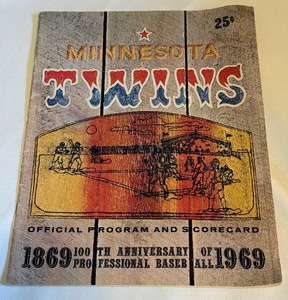 25¢
MINNESOTA
TWINS
OFFICIAL PROGRAM AND SCORECARD
1869 100TH ANNIVERSARY OF 1969
PROFESSIONAL BASEBALL